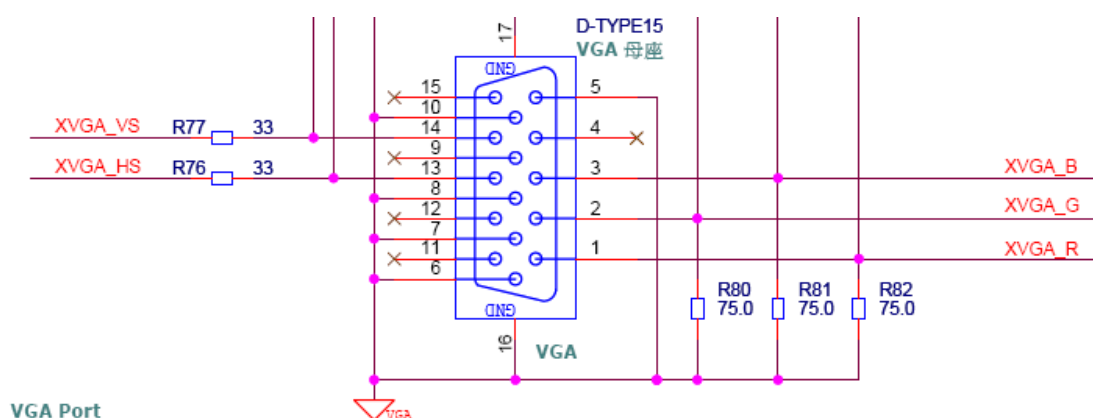 17
D-TYPE15
VGA 母座
GND
15
5
10
XVGA_VS
R77
33
14
4
9
XVGA_HS
R76
33
13
3
XVGA_B
8
12
2
XVGA_G
7
11
1
XVGA_R
6
GND
R80
75.0
R81
75.0
R82
75.0
16
VGA
VGA Port
VGA